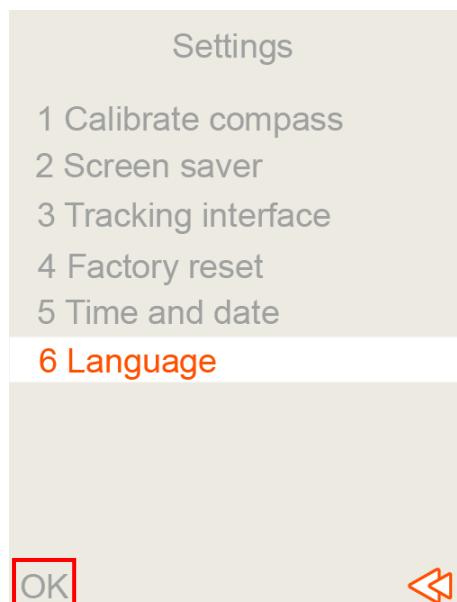 Settings
1 Calibrate compass
2 Screen saver
3 Tracking interface
4 Factory reset
5 Time and date
6 Language
OK